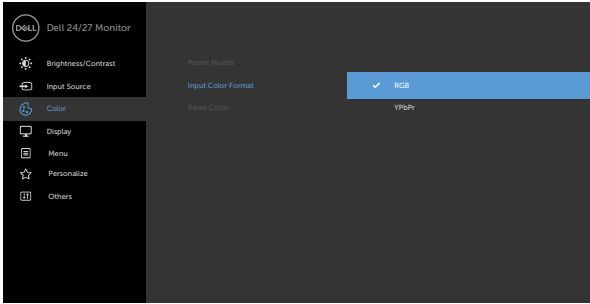 DELL
Dell 24/27 Monitor
Brightness/Contrast
Input Source
Color
Display
Menu
Personalize
Others
Preset Modes
Input Color Format
Reset Color
RGB
YPbPr